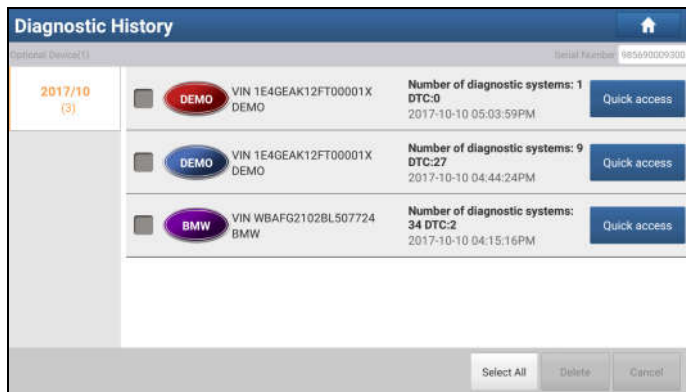 Diagnostic History
Optional Device(1)
Serial Number 985690009300
2017/10
(3)
DEMO
VIN 1E4GEAK12FT00001X
DEMO
Number of diagnostic systems: 1
DTC:0
2017-10-10 05:03:59PM
Quick access
DEMO
VIN 1E4GEAK12FT00001X
DEMO
Number of diagnostic systems: 9
DTC:27
2017-10-10 04:44:24PM
Quick access
BMW
VIN WBAFG2102BL507724
BMW
Number of diagnostic systems:
34 DTC:2
2017-10-10 04:15:16PM
Quick access
Select All
Delete
Cancel